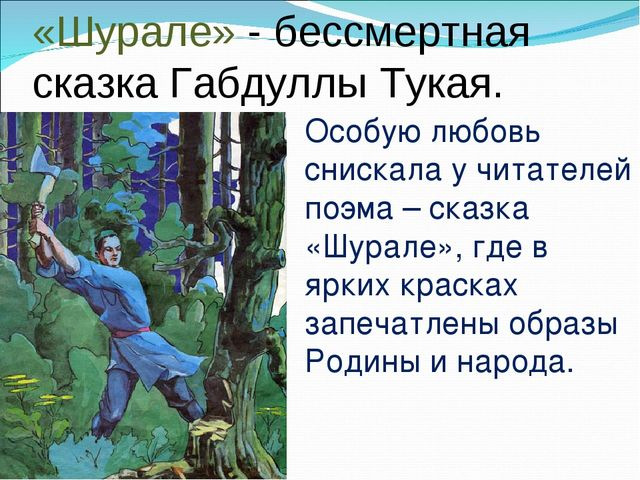 «Шурале» - бессмертная
сказка Габдуллы Тукая.
Особую любовь
снискала у читателей
поэма – сказка
«Шурале», где в
ярких красках
запечатлены образы
Родины и народа.